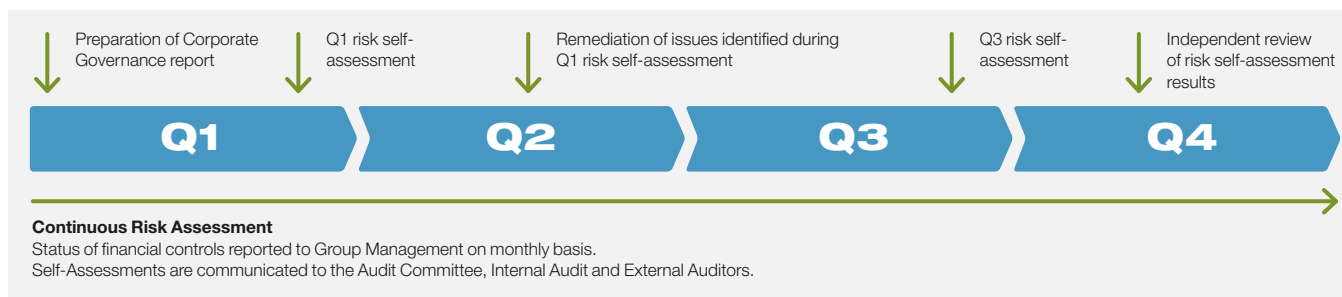 Preparation of Corporate
Governance report
Q1 risk self-
assessment
Remediation of issues identified during
Q1 risk self-assessment
Q3 risk self-
assessment
Independent review
of risk self-assessment
results
Q1
Q2
Q3
Q4
Continuous Risk Assessment
Status of financial controls reported to Group Management on monthly basis.
Self-Assessments are communicated to the Audit Committee, Internal Audit and External Auditors.